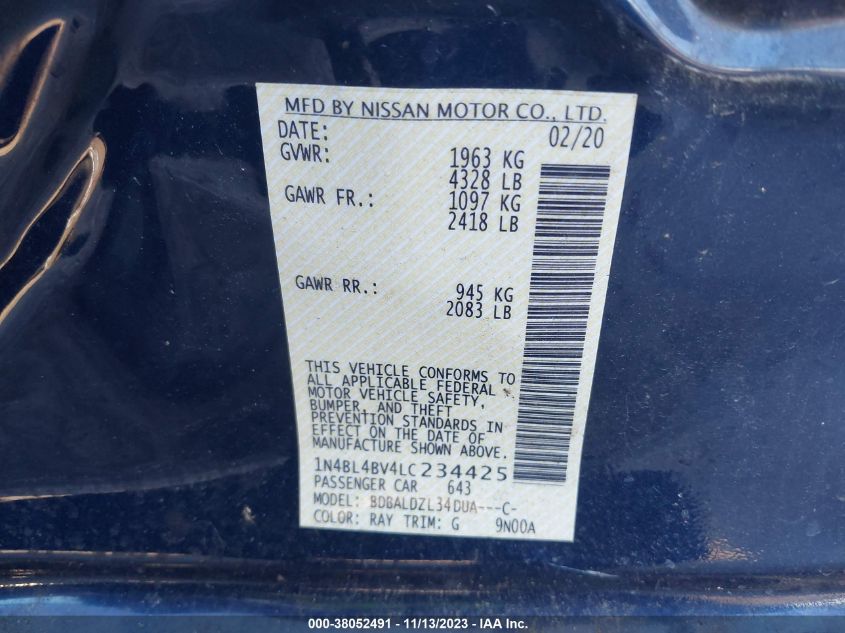 MFD BY NISSAN MOTOR CO., LTD.
DATE: 02/20
GVWR: 1963 KG
4328 LB
GAWR FR.: 1097 KG
2418 LB
GAWR RR.: 945 KG
2083 LB
THIS VEHICLE CONFORMS TO
ALL APPLICABLE FEDERAL
MOTOR VEHICLE SAFETY,
BUMPER, AND THEFT
PREVENTION STANDARDS IN
EFFECT ON THE DATE OF
MANUFACTURE SHOWN ABOVE.
1N4BL4BV4LC234425
PASSENGER CAR 643
MODEL: BDBALDZL34DUA---C-
COLOR: RAY TRIM: G 9N00A
000-38052491 - 11/13/2023 - © IAA, Inc.